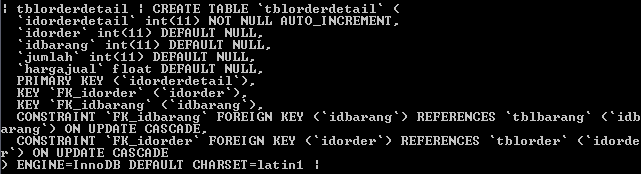 | tblorderdetail | CREATE TABLE `tblorderdetail` (
  `idorderdetail` int(11) NOT NULL AUTO_INCREMENT,
  `idorder` int(11) DEFAULT NULL,
  `idbarang` int(11) DEFAULT NULL,
  `jumlah` int(11) DEFAULT NULL,
  `hargajual` float DEFAULT NULL,
  PRIMARY KEY (`idorderdetail`),
  KEY `FK_idorder` (`idorder`),
  KEY `FK_idbarang` (`idbarang`),
  CONSTRAINT `FK_idbarang` FOREIGN KEY (`idbarang`) REFERENCES `tblbarang` (`idb
arang`) ON UPDATE CASCADE,
  CONSTRAINT `FK_idorder` FOREIGN KEY (`idorder`) REFERENCES `tblorder` (`idorde
r`) ON UPDATE CASCADE
) ENGINE=InnoDB DEFAULT CHARSET=latin1 |